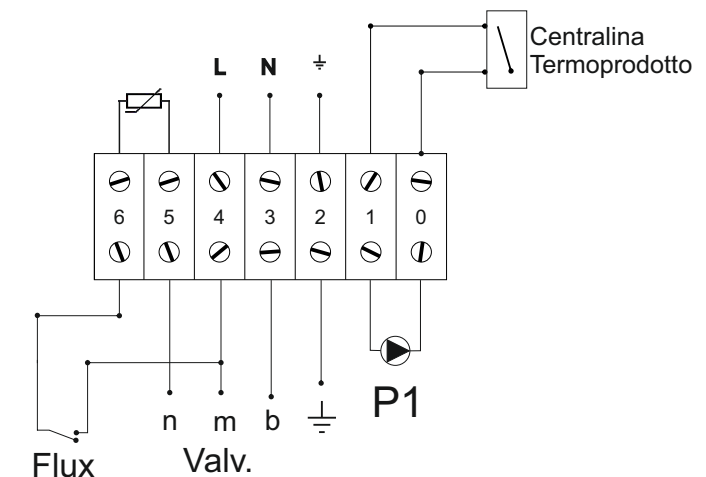 Centralina
Termoprodotto
L N
6 5 4 3 2 1 0
n m b
P1
Flux
Valv.